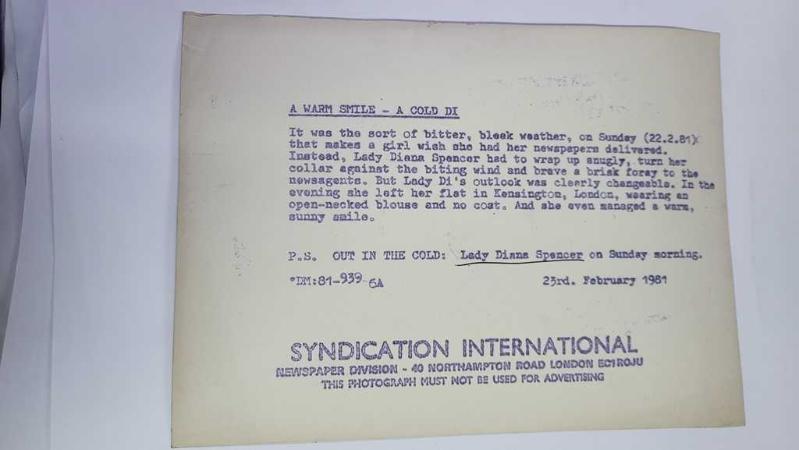 A WARM SMILE - A COLD DI
It was the sort of bitter, bleek weather, on Sunday (22.2.81)
that makes a girl wish she had her newspapers delivered.
Instead, Lady Diana Spencer had to wrap up snugly, turn her
collar against the biting wind and brave a brisk foray to the
newsagents. But Lady Di's outlook was clearly changeable. In the
evening she left her flat in Kensington, London, wearing an
open-necked blouse and no coat. And she even managed a warm,
sunny smile.
P.S. OUT IN THE COLD: Lady Diana Spencer on Sunday morning.
*DM:81-939-6A 23rd. February 1981
SYNDICATION INTERNATIONAL
NEWSPAPER DIVISION - 40 NORTHAMPTON ROAD LONDON EC1R0JU
THIS PHOTOGRAPH MUST NOT BE USED FOR ADVERTISING